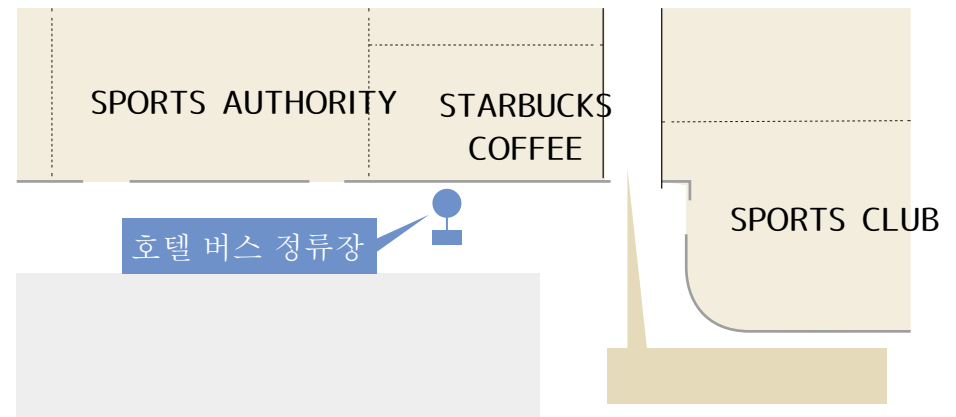 SPORTS AUTHORITY
STARBUCKS
COFFEE
SPORTS CLUB
호텔 버스 정류장